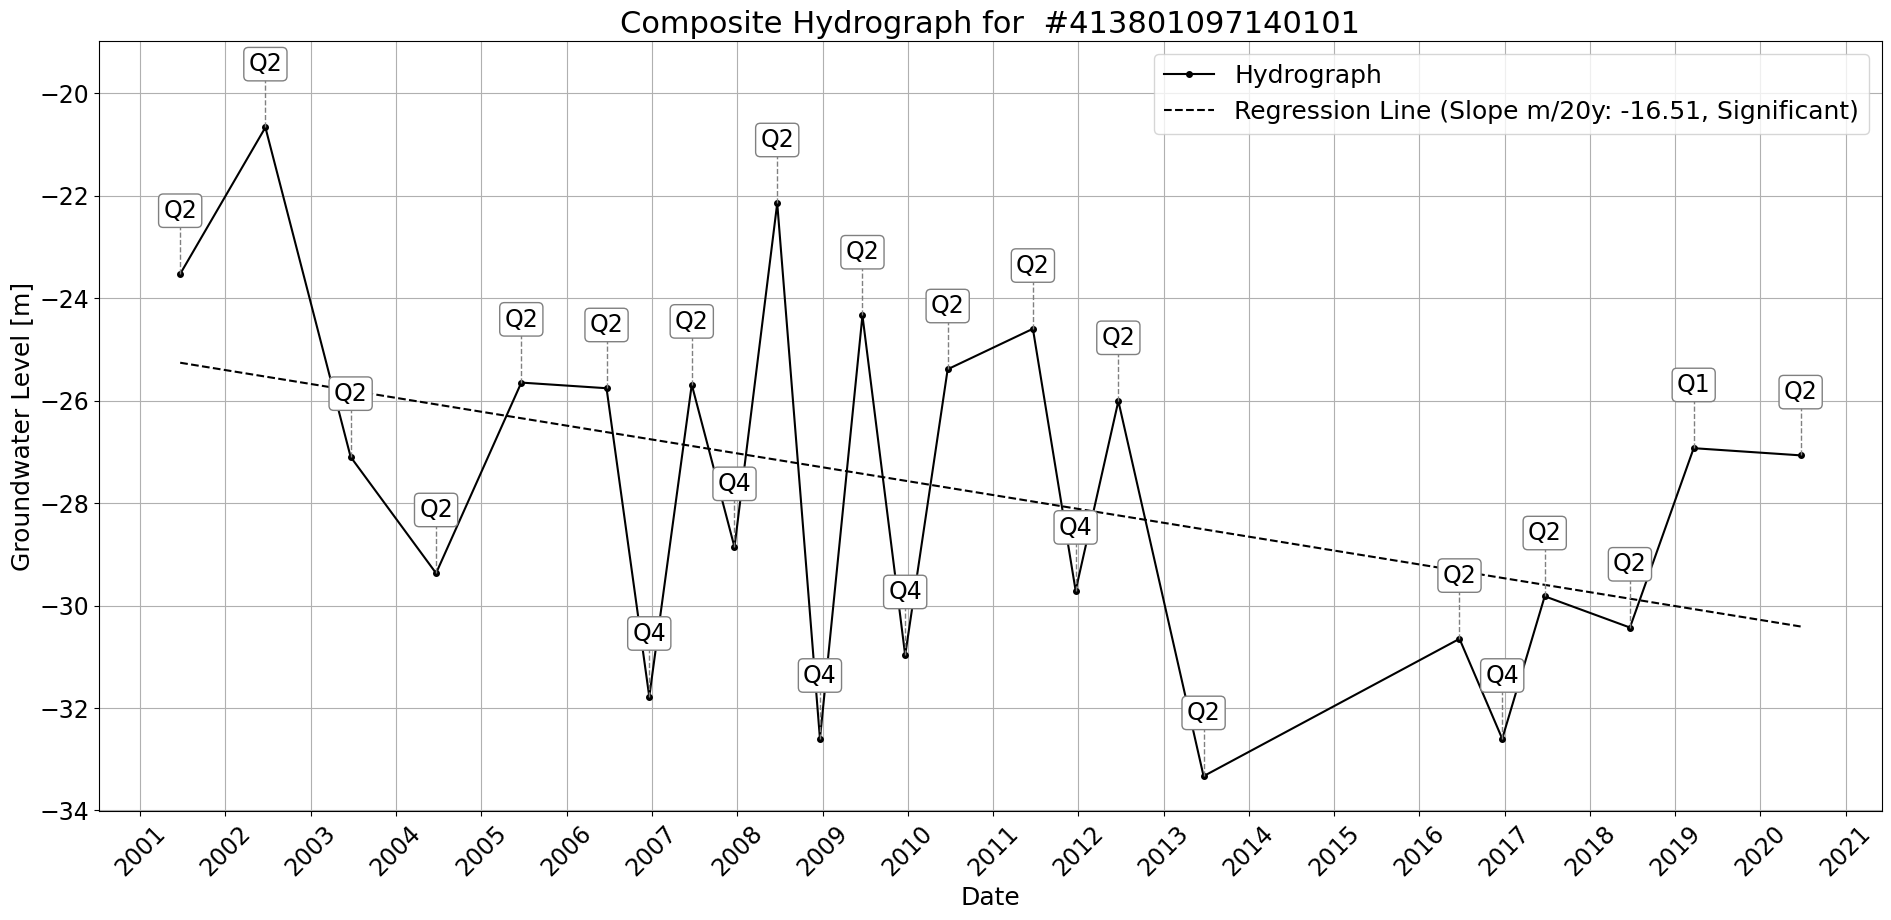 Composite Hydrograph for  #413801097140101
Hydrograph
Regression Line (Slope m/20y: -16.51, Significant)
Groundwater Level [m]
−20
−22
−24
−26
−28
−30
−32
−34
Q2
Q2
Q2
Q2
Q2
Q2
Q4
Q2
Q4
Q2
Q4
Q2
Q4
Q2
Q2
Q4
Q2
Q2
Q2
Q4
Q2
Q2
Q1
Q2
2001
2002
2003
2004
2005
2006
2007
2008
2009
2010
2011
2012
2013
2014
2015
2016
2017
2018
2019
2020
2021
Date